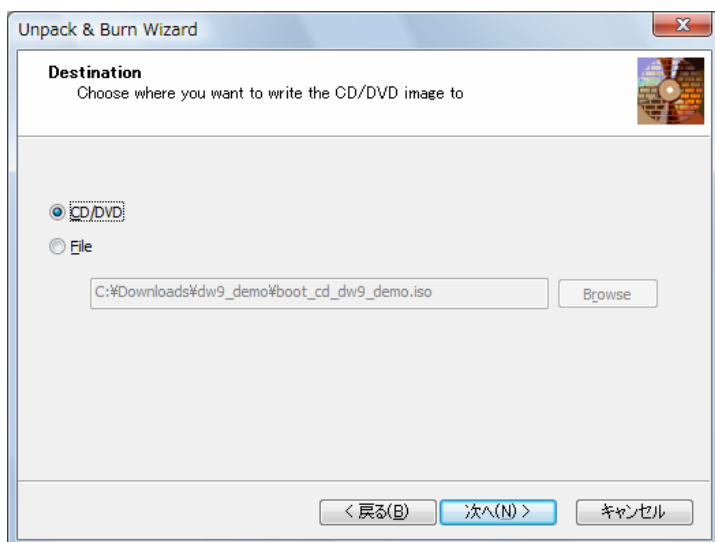 Unpack & Burn Wizard
Destination
Choose where you want to write the CD/DVD image to
CD/DVD
File
C:¥Downloads¥dw9_demo¥boot_cd_dw9_demo.iso
Browse
< 戻る(B)
次へ(N) >
キャンセル